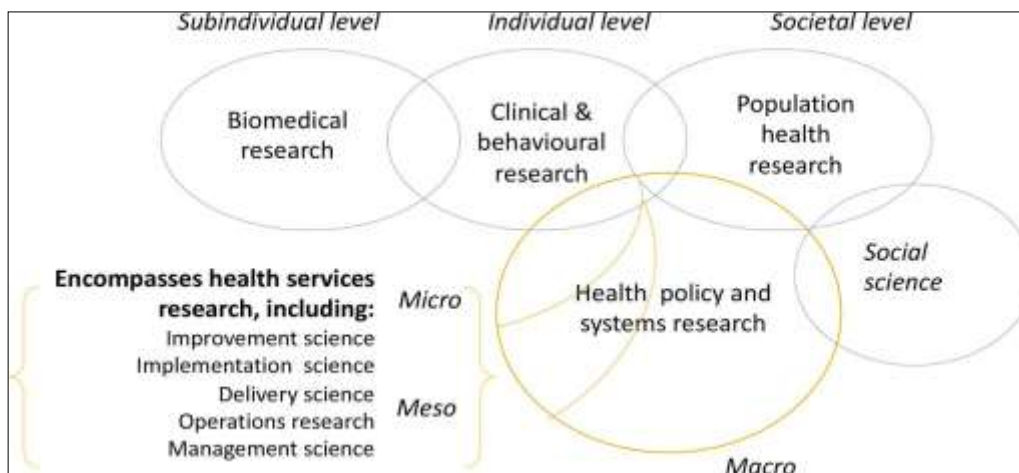 Subindividual level
Individual level
Societal level
Biomedical
research
Clinical &
behavioural
research
Population
health
research
Social
science
Encompasses health services
research, including:
Improvement science
Implementation science
Delivery science
Operations research
Management science
Micro
Meso
Health policy and
systems research
Macro